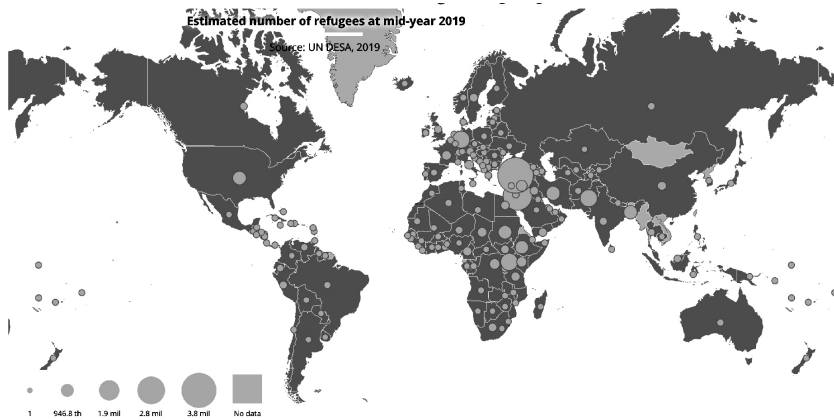 Estimated number of refugees at mid-year 2019
Source: UN DESA, 2019
1 946.8 th 1.9 mil 2.8 mil 3.8 mil No data